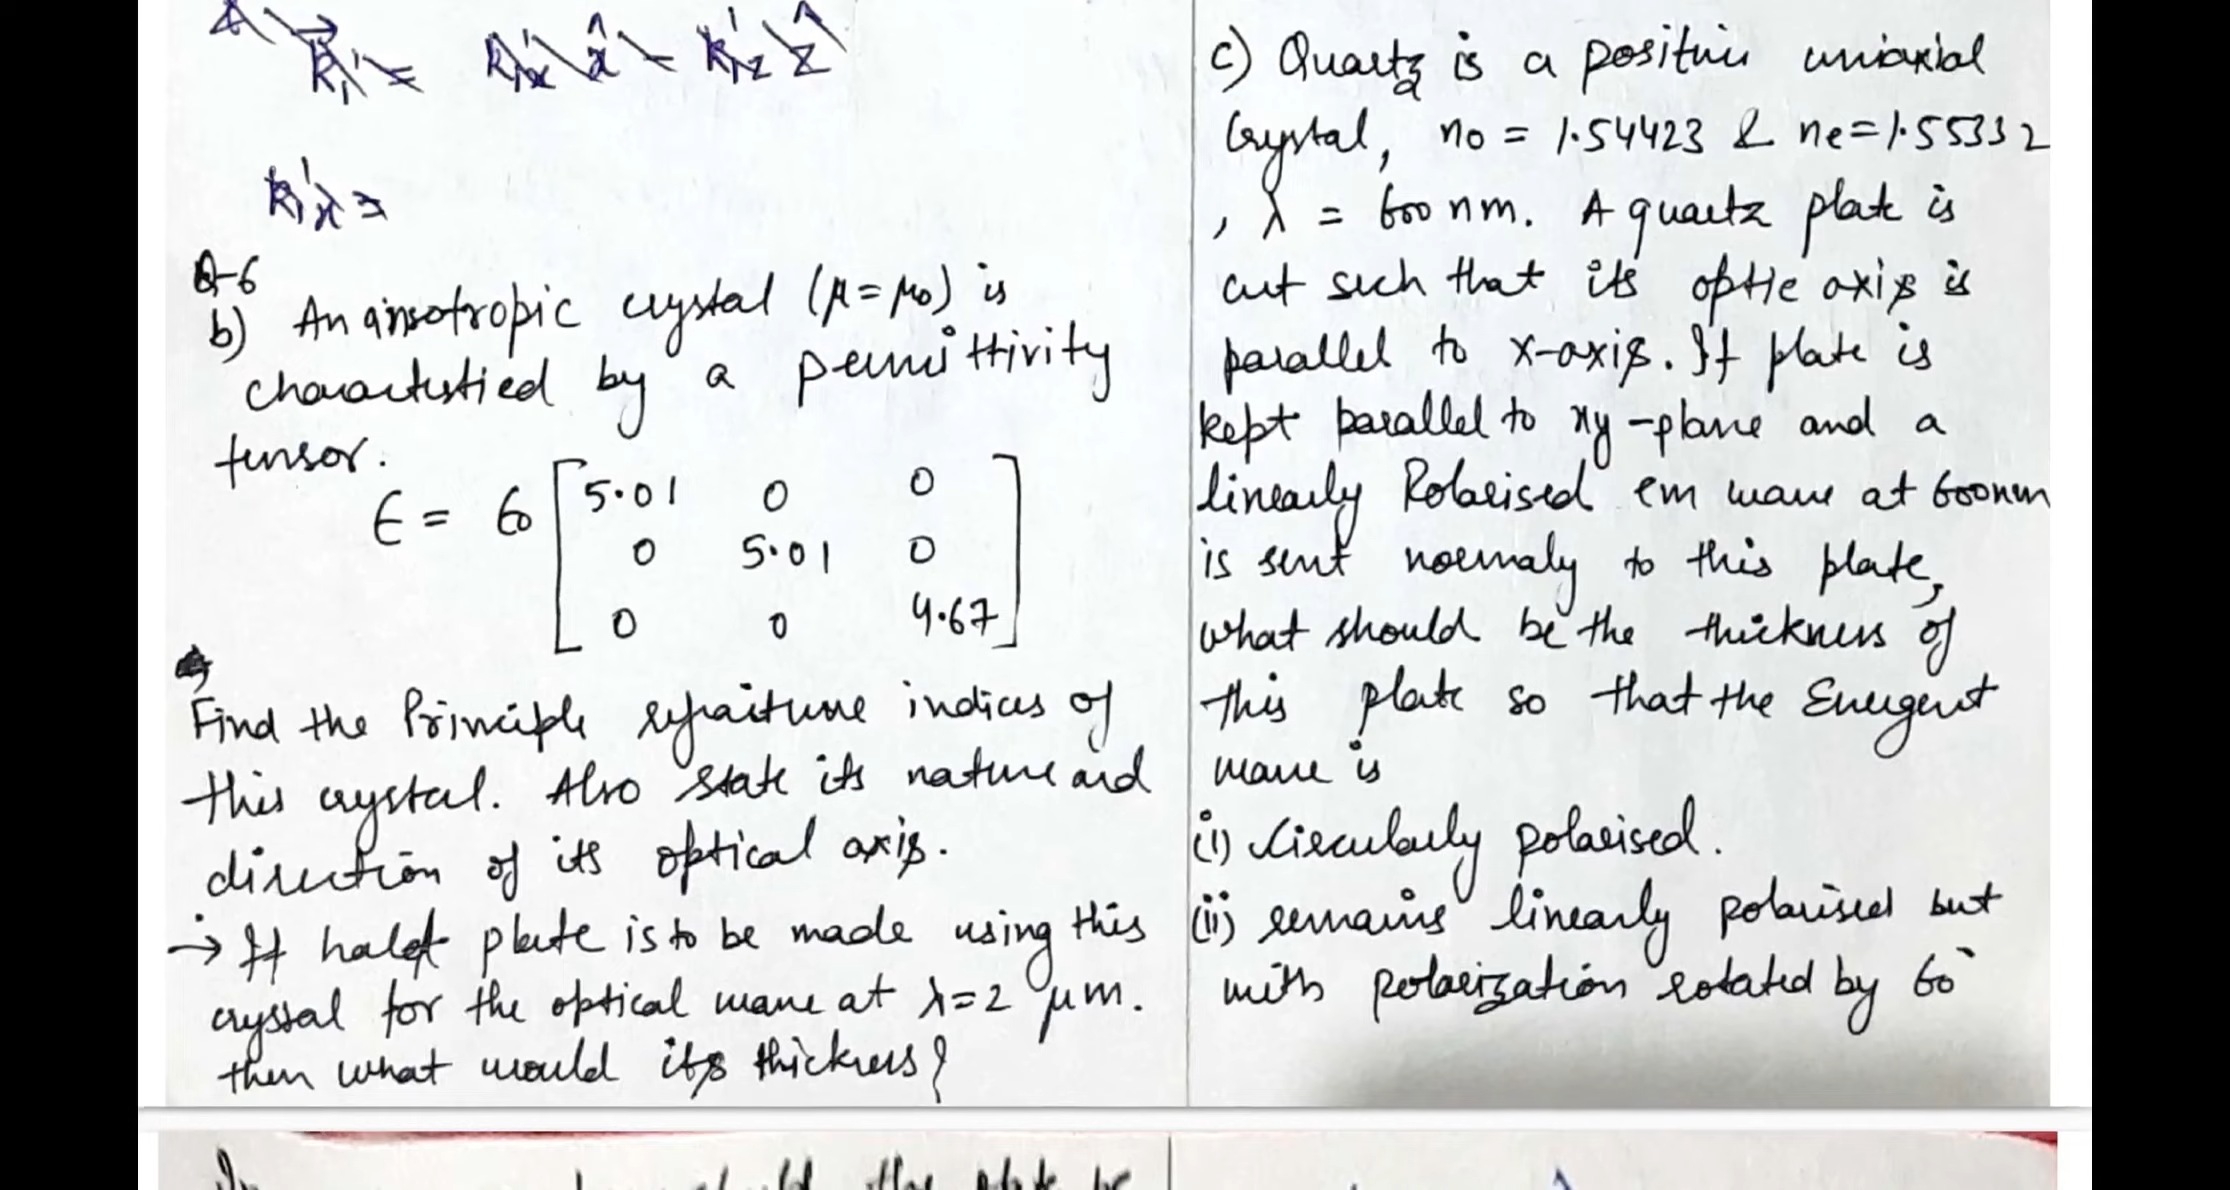 Q-6
b) An ainsotropic crystal (μ = μ₀) is
charactestied by a permittivity
tensor.
ϵ = ϵ₀ [ 5.01 0 0
0 5.01 0
0 0 4.67 ]
Find the Principle refraiture indices of
this crystal. Also state its nature and
direction of its optical axis.
→ If half plate is to be made using this
crystal for the optical wave at λ = 2 μm.
then what would its thickness?
c) Quartz is a positive uniaxial
Crystal, no = 1.54423 & ne = 1.55332
, λ = 600 nm. A quartz plate is
cut such that its optic axis is
parallel to x-axis. If plate is
kept parallel to xy-plane and a
linearly Polarised em wave at 600nm
is sent normaly to this plate,
what should be the thickness of
this plate so that the Emergent
wave is
(i) Circularly polarised.
(ii) remains linearly polarised but
with polarization rotated by 60°